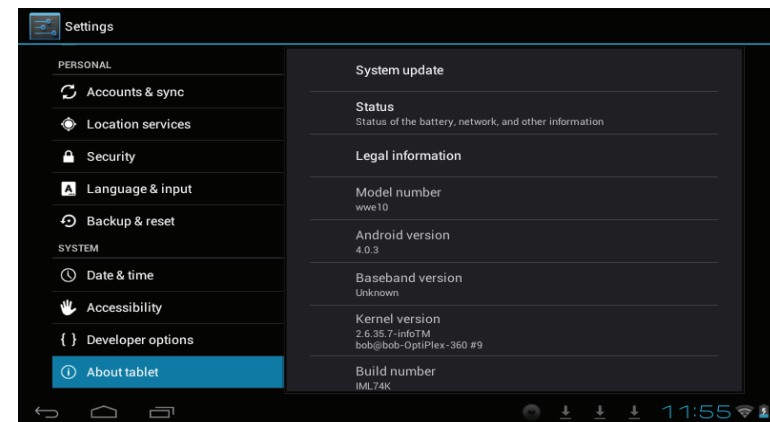 Settings
PERSONAL
Accounts & sync
Location services
Security
A Language & input
Backup & reset
SYSTEM
Date & time
Accessibility
{ } Developer options
About tablet
System update
Status
Status of the battery, network, and other information
Legal information
Model number
wwe10
Android version
4.0.3
Baseband version
Unknown
Kernel version
2.6.35.7-infoTM
bob@bob-OptiPlex-360 #9
Build number
IML74K
11:55